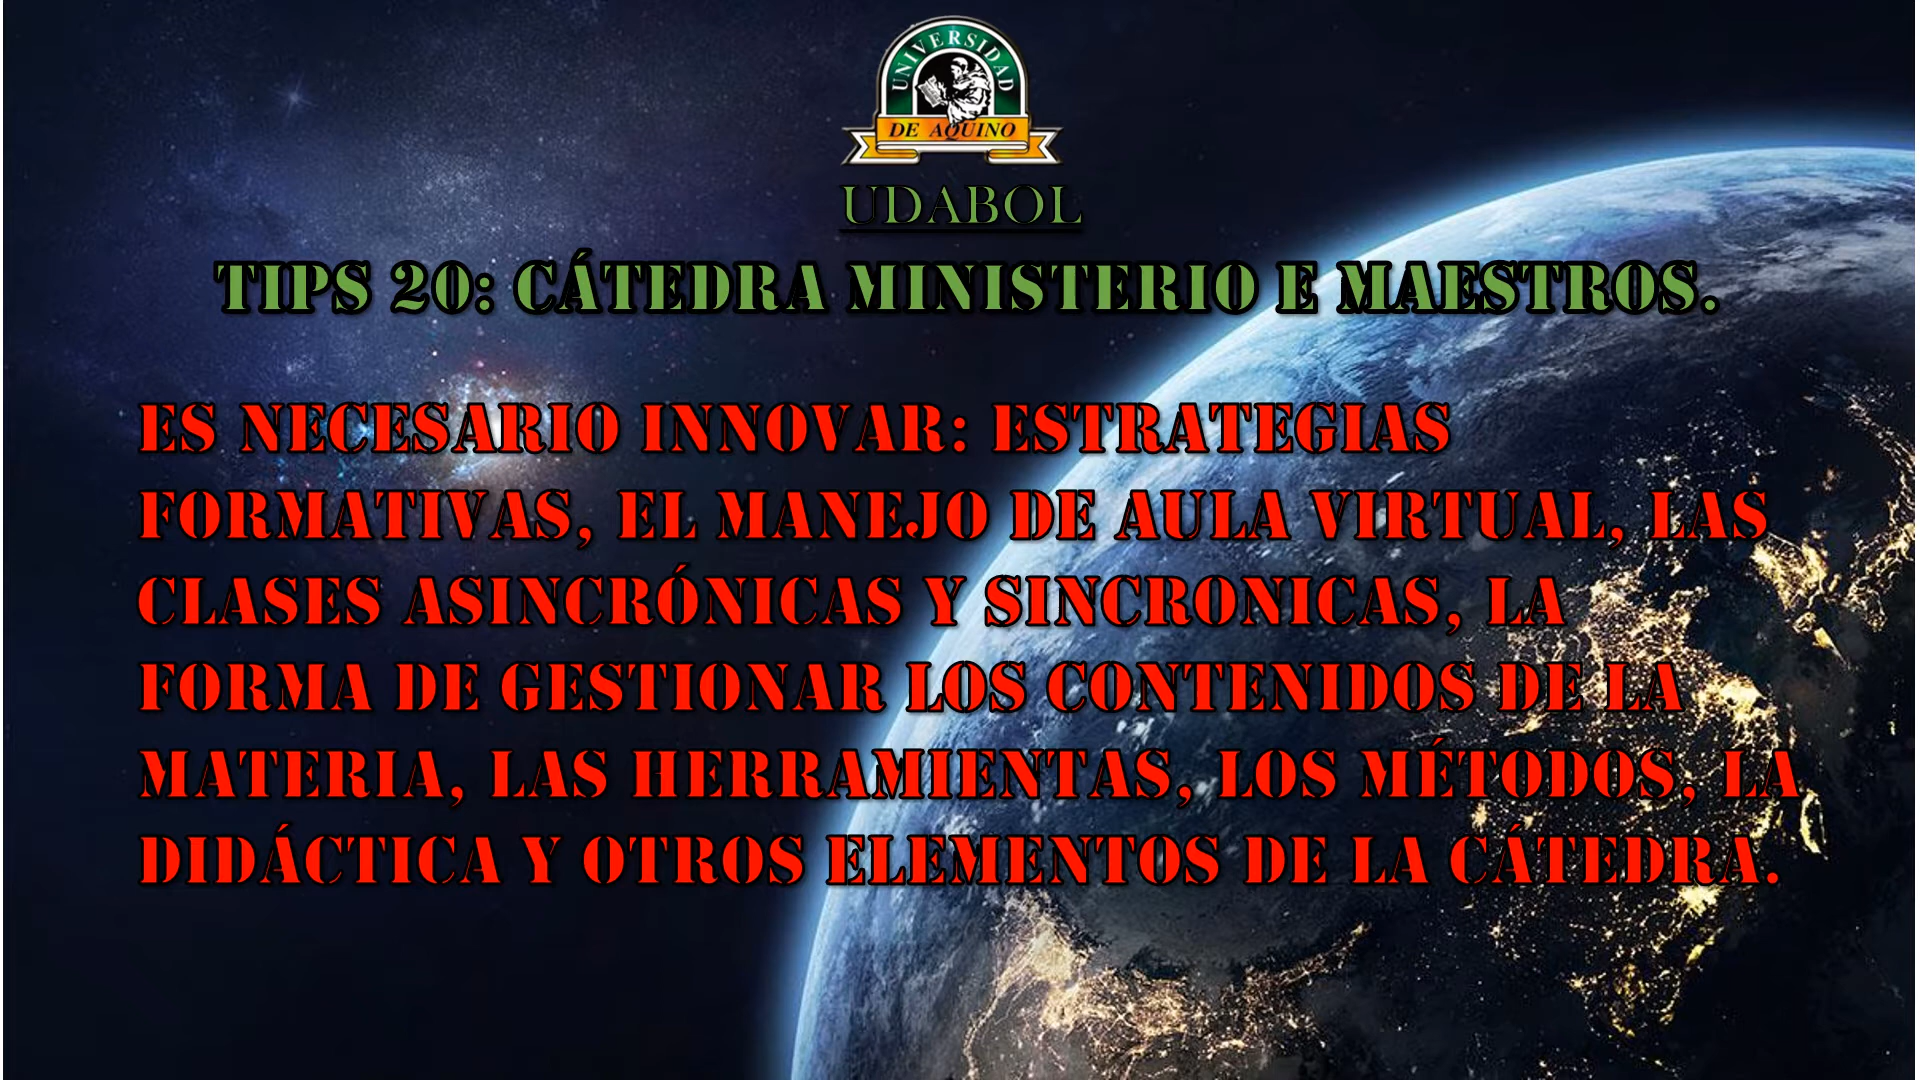 UNIVERSIDAD
DE AQUINO
UDABOL
TIPS 20: CÁTEDRA MINISTERIO E MAESTROS.
ES NECESARIO INNOVAR: ESTRATEGIAS
FORMATIVAS, EL MANEJO DE AULA VIRTUAL, LAS
CLASES ASINCRÓNICAS Y SINCRONICAS, LA
FORMA DE GESTIONAR LOS CONTENIDOS DE LA
MATERIA, LAS HERRAMIENTAS, LOS MÉTODOS, LA
DIDÁCTICA Y OTROS ELEMENTOS DE LA CÁTEDRA.